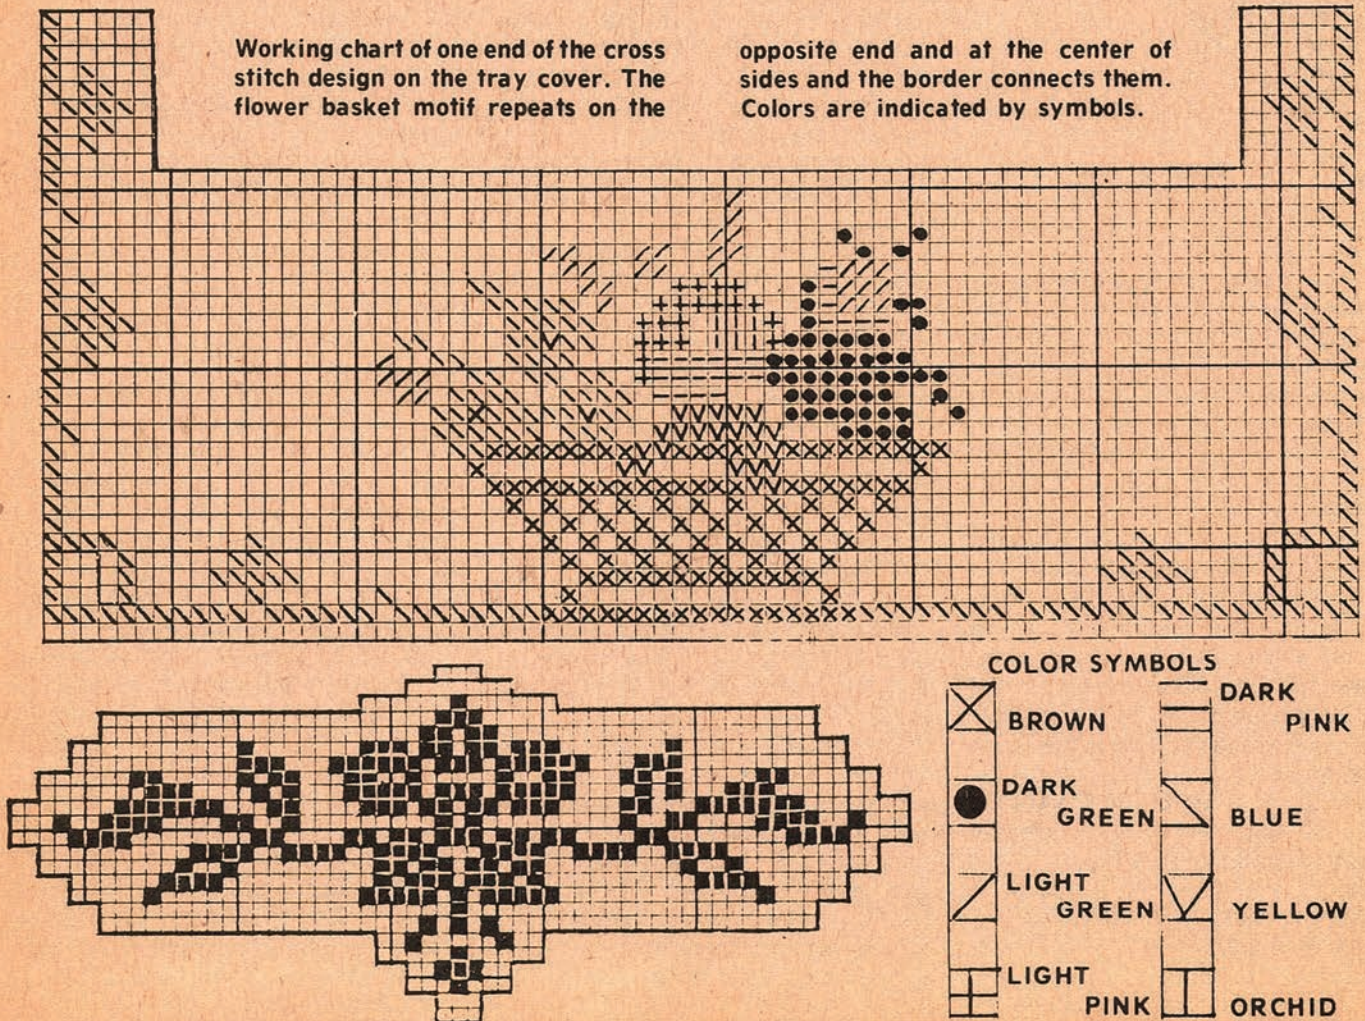 Working chart of one end of the cross
stitch design on the tray cover. The
flower basket motif repeats on the
opposite end and at the center of
sides and the border connects them.
Colors are indicated by symbols.
COLOR SYMBOLS
BROWN
DARK
GREEN
LIGHT
GREEN
LIGHT
PINK
DARK
PINK
BLUE
YELLOW
ORCHID